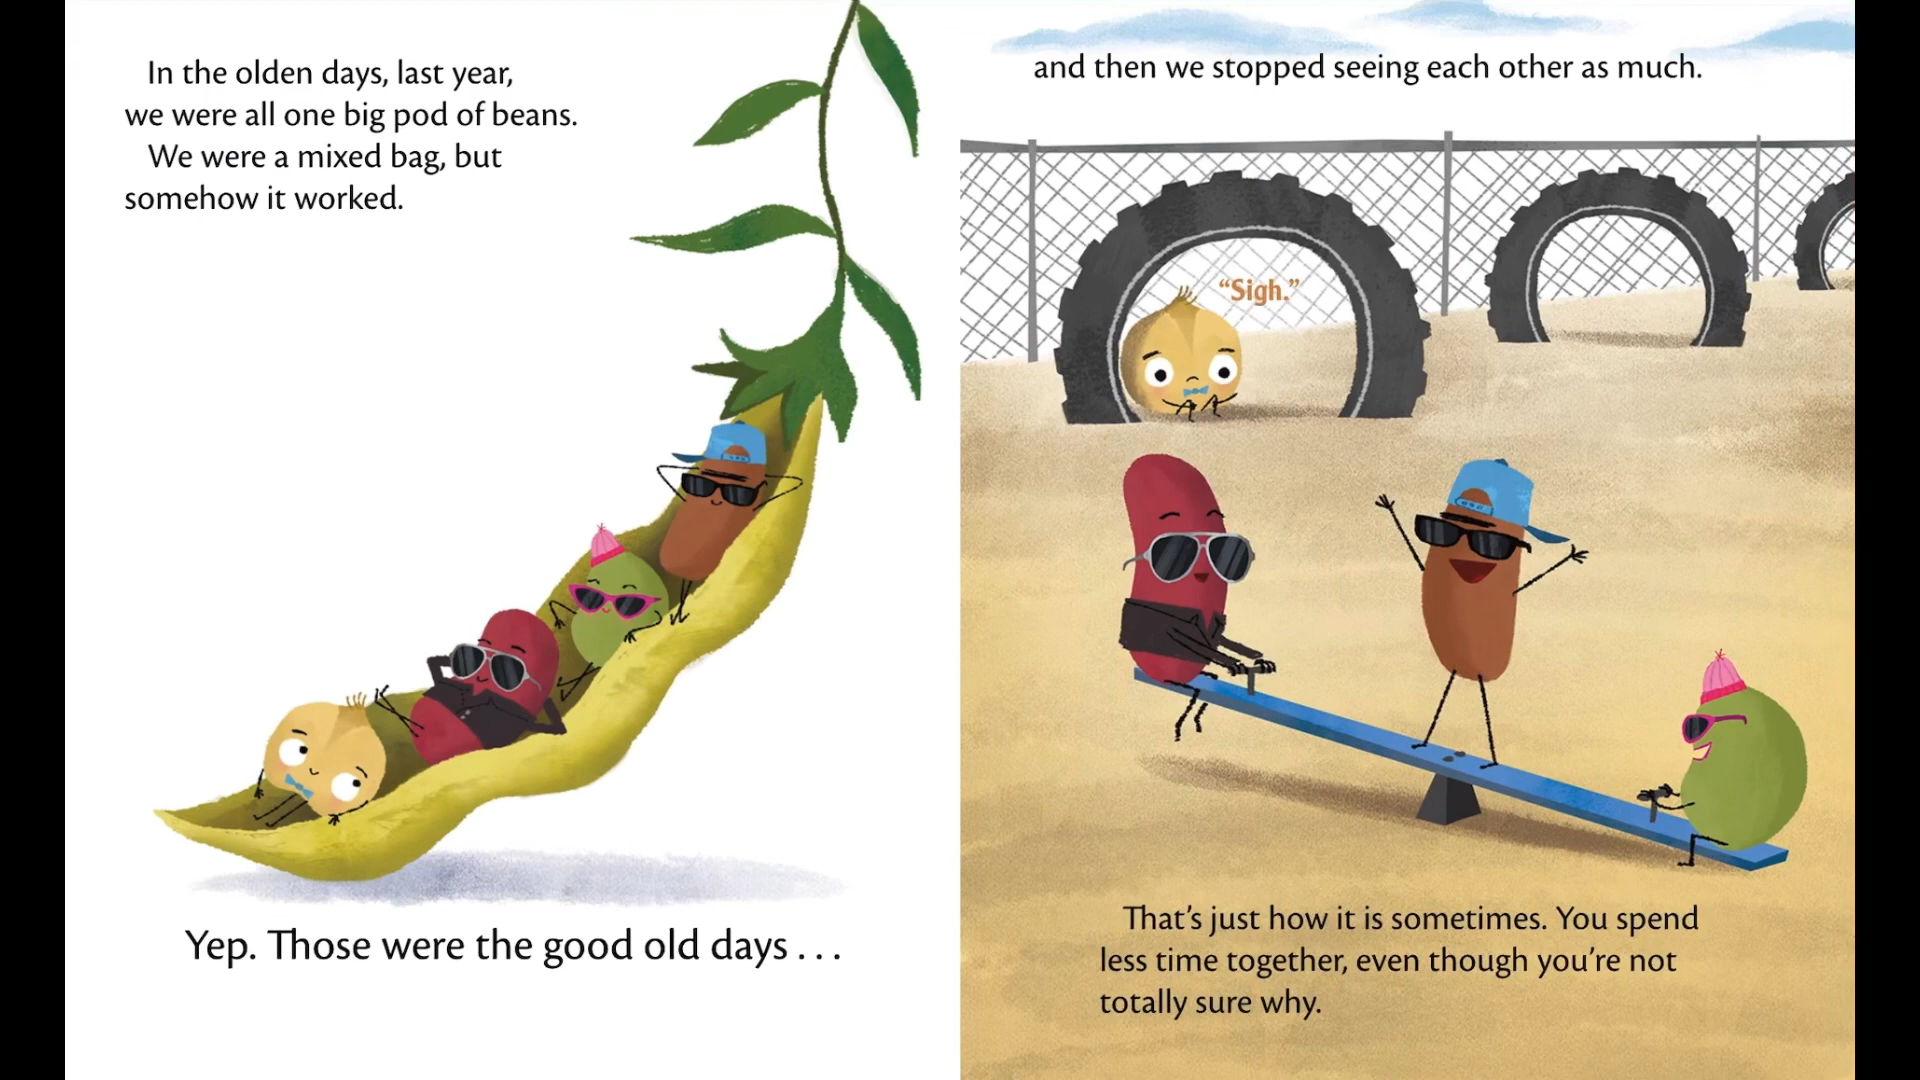 In the olden days, last year,
we were all one big pod of beans.
We were a mixed bag, but
somehow it worked.
Yep. Those were the good old days . . .
and then we stopped seeing each other as much.
“Sigh.”
That’s just how it is sometimes. You spend
less time together, even though you’re not
totally sure why.